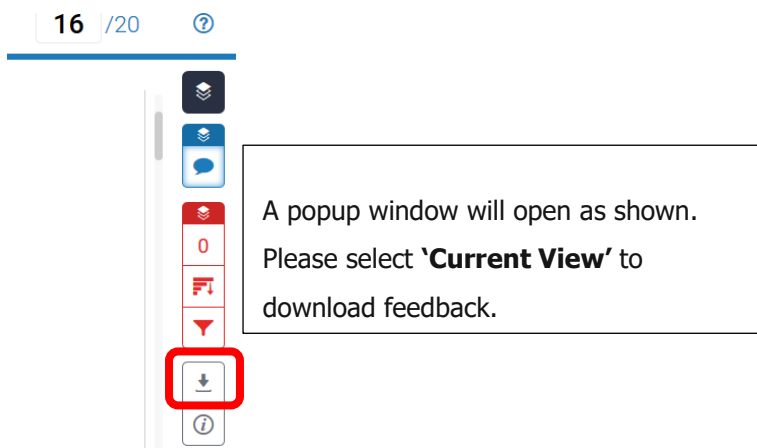 16 /20 ?
0
A popup window will open as shown.
Please select ‘Current View’ to
download feedback.
i